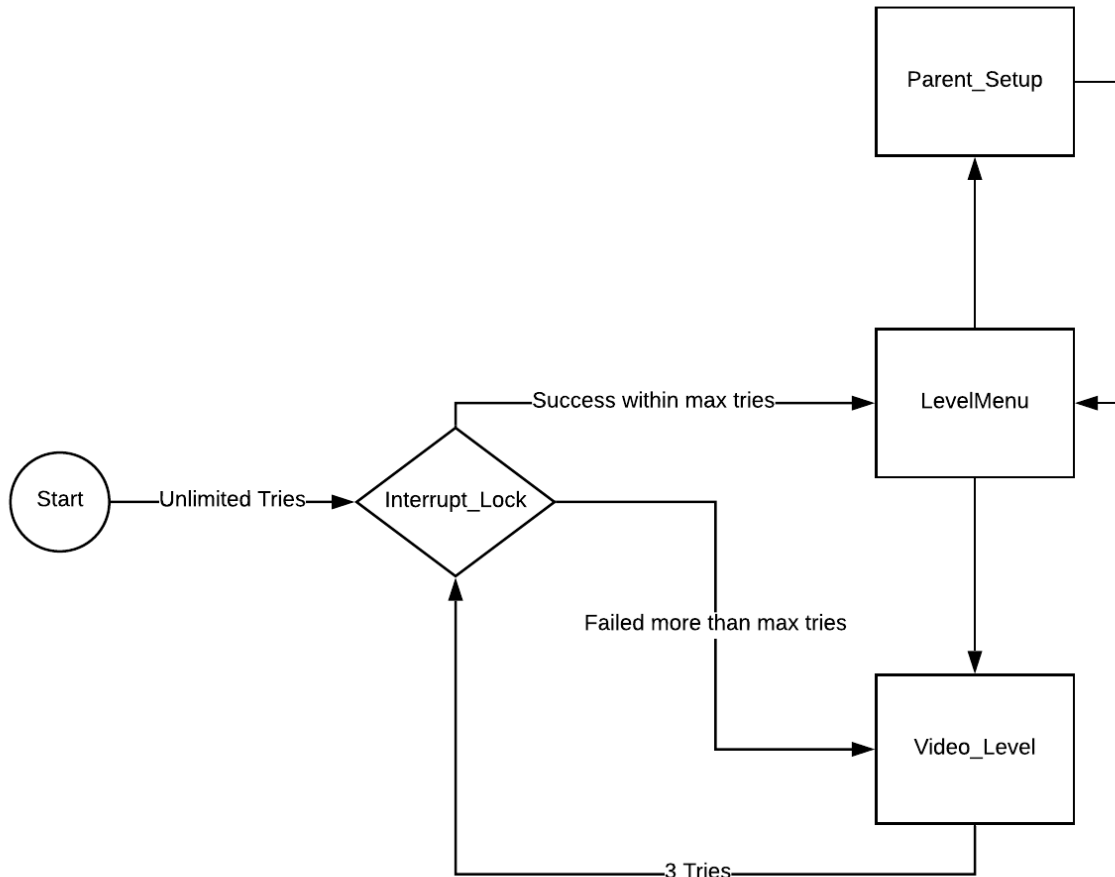 Parent_Setup
Success within max tries
LevelMenu
Start
Unlimited Tries
Interrupt_Lock
Failed more than max tries
Video_Level
3 Tries